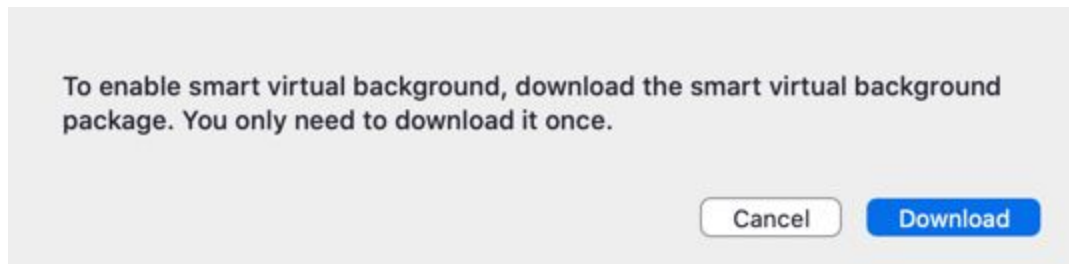 To enable smart virtual background, download the smart virtual background
package. You only need to download it once.
Cancel Download